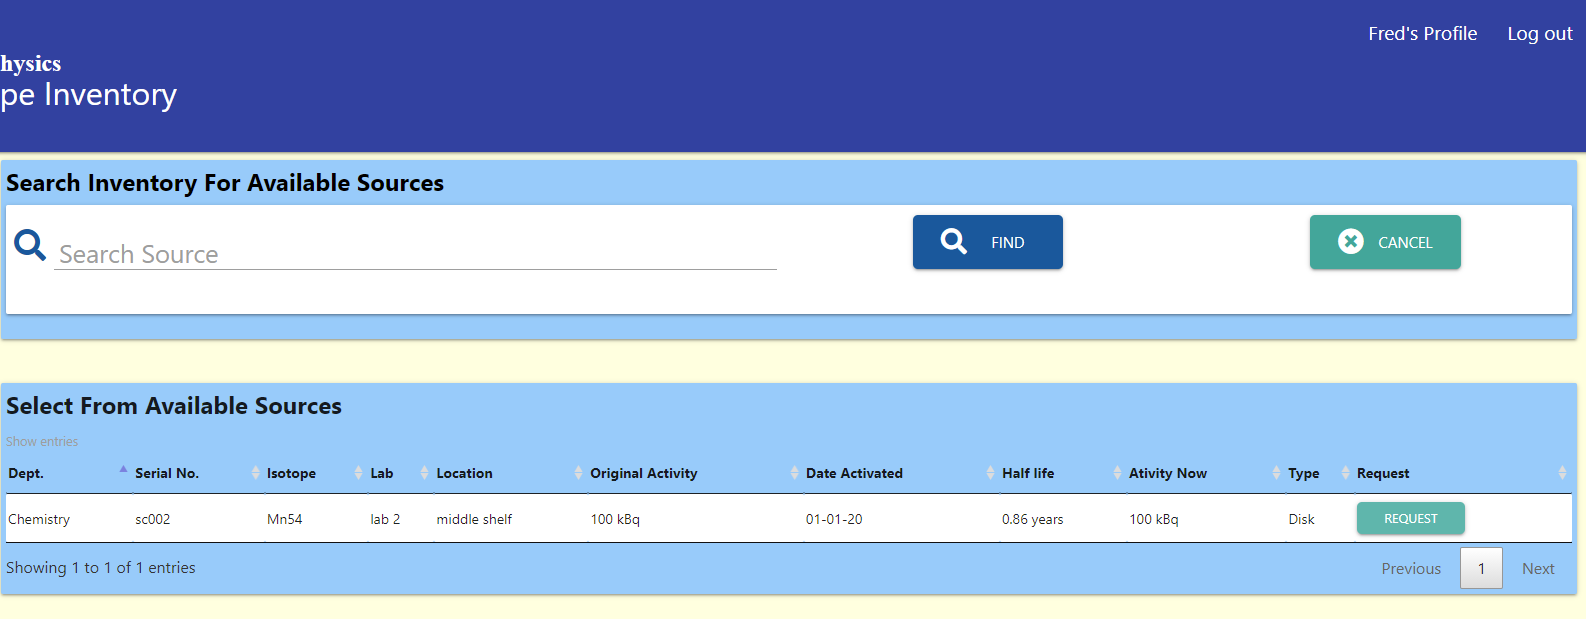 Fred's Profile Log out
hysics
pe Inventory
Search Inventory For Available Sources
Search Source FIND CANCEL
Select From Available Sources
Show entries
Dept. Serial No. Isotope Lab Location Original Activity Date Activated Half life Ativity Now Type Request
Chemistry sc002 Mn54 lab 2 middle shelf 100 kBq 01-01-20 0.86 years 100 kBq Disk REQUEST
Showing 1 to 1 of 1 entries Previous 1 Next